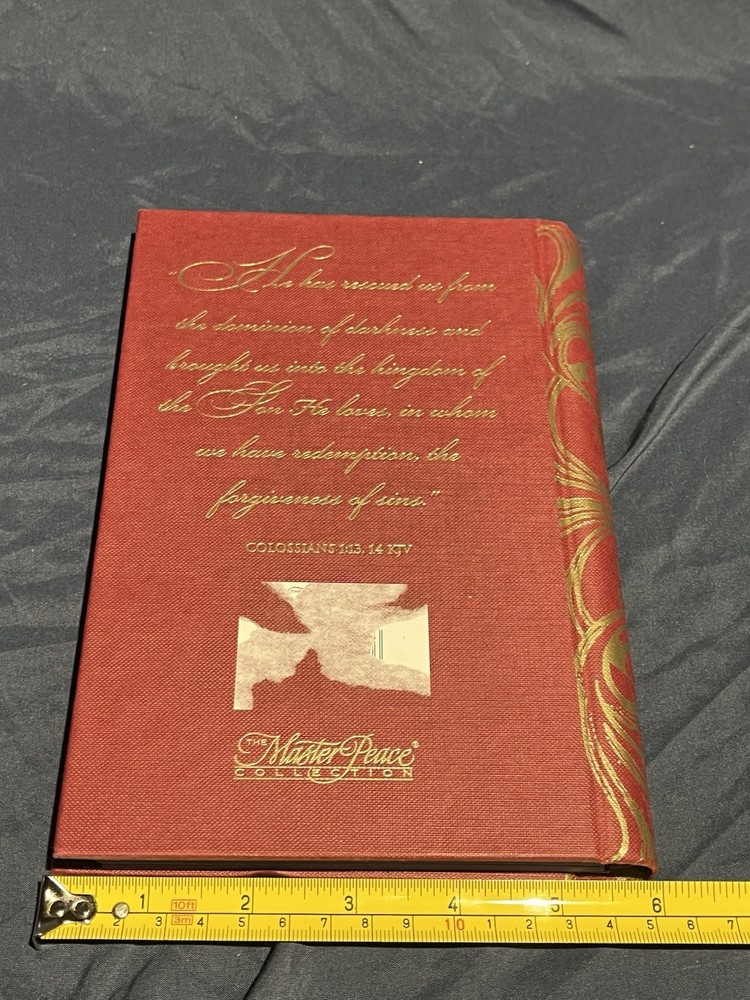 "He has rescued us from
the dominion of darkness and
brought us into the kingdom of
the Son He loves, in whom
we have redemption, the
forgiveness of sins."
COLOSSIANS 1:13, 14 KJV
THE Master Peace®
COLLECTION
1 10ft 2 3 4 5 6
3 3m 4 5 6 7 8 9 10 1 2 3 4 5 6 7